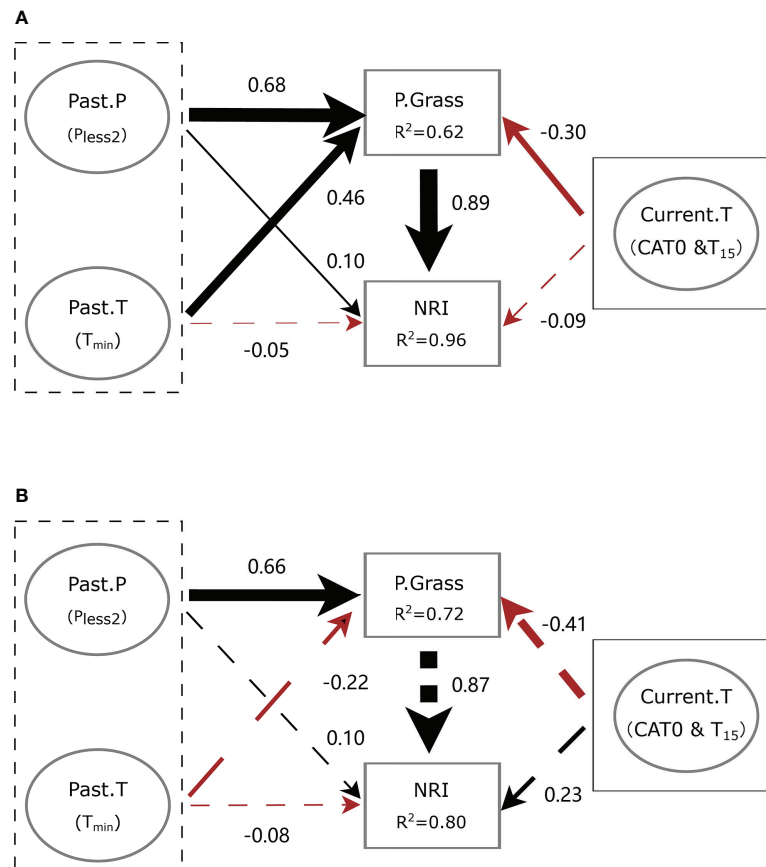 A
Past.P
(Pless2)
0.68
P.Grass
R²=0.62
-0.30
0.46
0.89
Current.T
(CAT0 &T₁₅)
Past.T
(Tmin)
0.10
-0.05
NRI
R²=0.96
-0.09
B
Past.P
(Pless2)
0.66
P.Grass
R²=0.72
-0.41
-0.22
0.87
Current.T
(CAT0 & T₁₅)
Past.T
(Tmin)
0.10
-0.08
NRI
R²=0.80
0.23